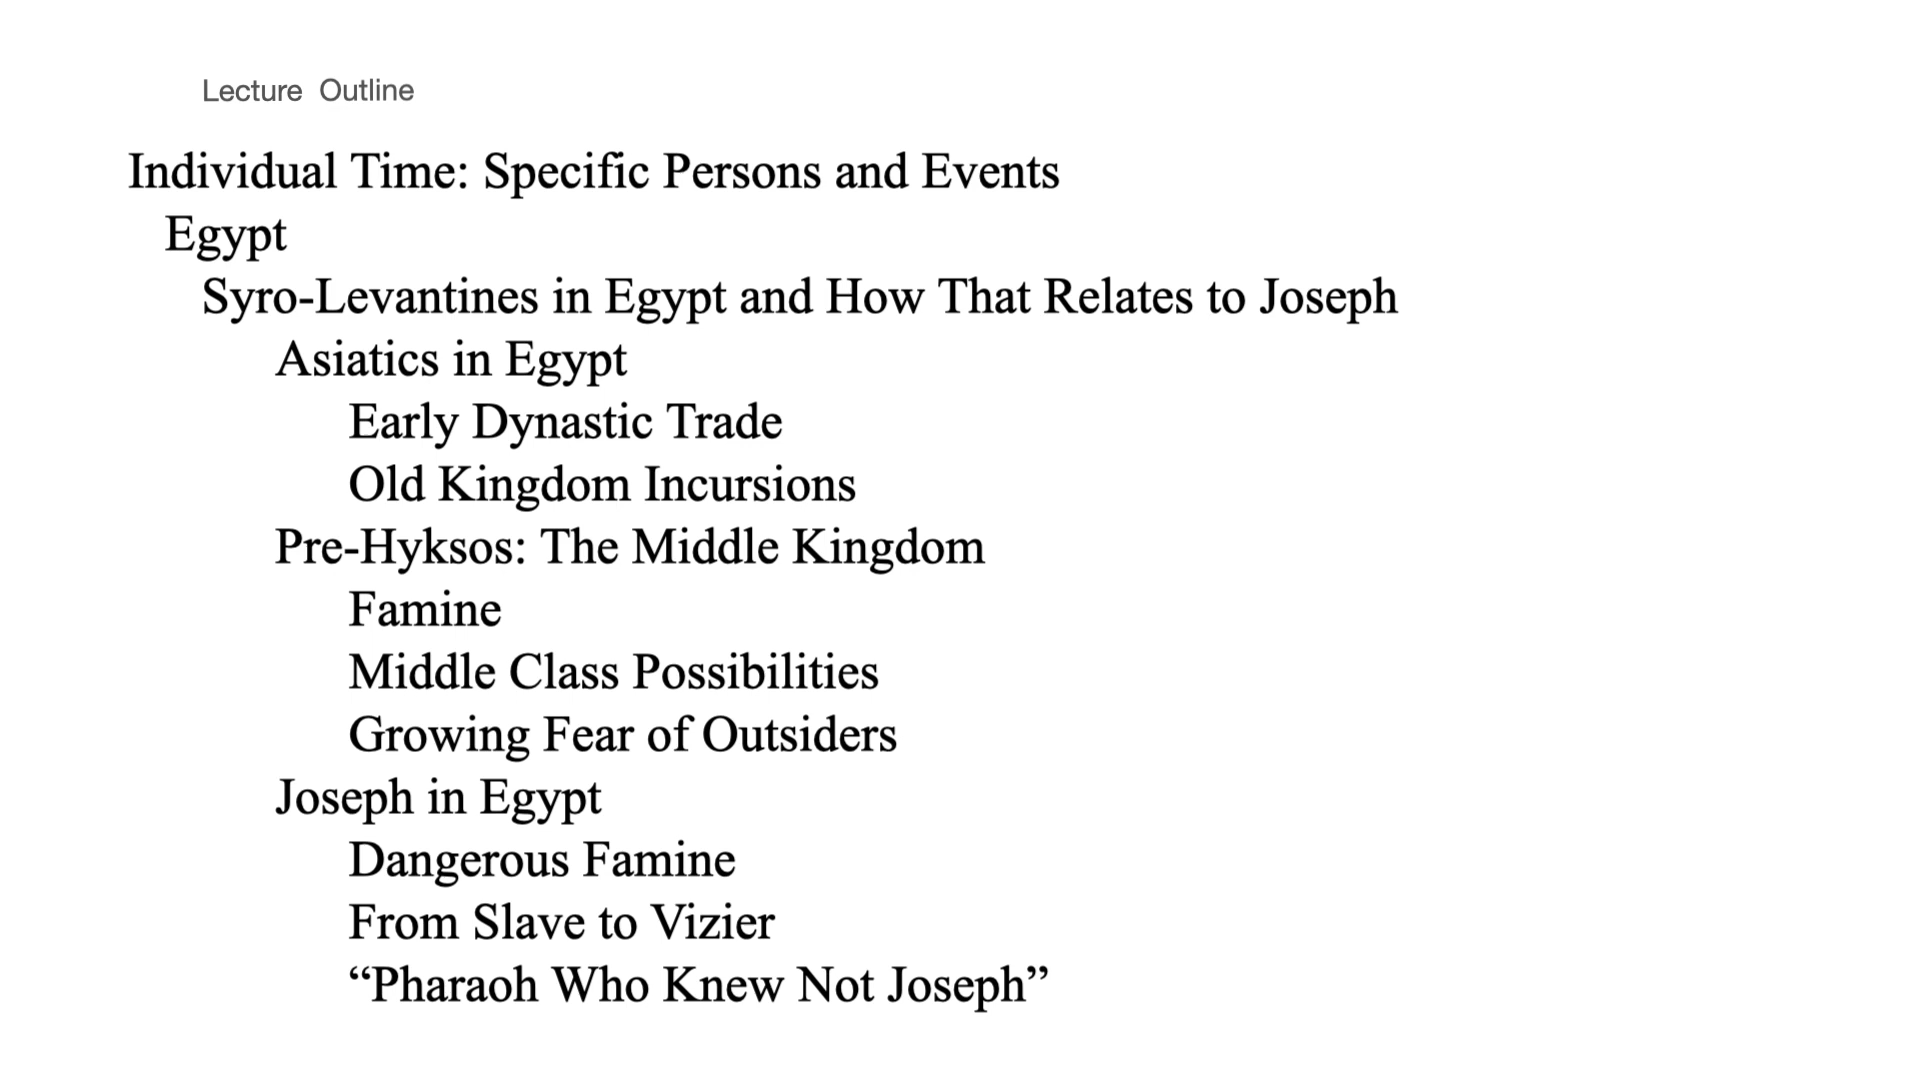 Lecture Outline
Individual Time: Specific Persons and Events
Egypt
Syro-Levantines in Egypt and How That Relates to Joseph
Asiatics in Egypt
Early Dynastic Trade
Old Kingdom Incursions
Pre-Hyksos: The Middle Kingdom
Famine
Middle Class Possibilities
Growing Fear of Outsiders
Joseph in Egypt
Dangerous Famine
From Slave to Vizier
“Pharaoh Who Knew Not Joseph”